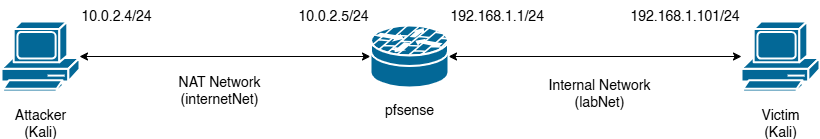 10.0.2.4/24
10.0.2.5/24
192.168.1.1/24
192.168.1.101/24
NAT Network
(internetNet)
Internal Network
(labNet)
Attacker
(Kali)
pfsense
Victim
(Kali)